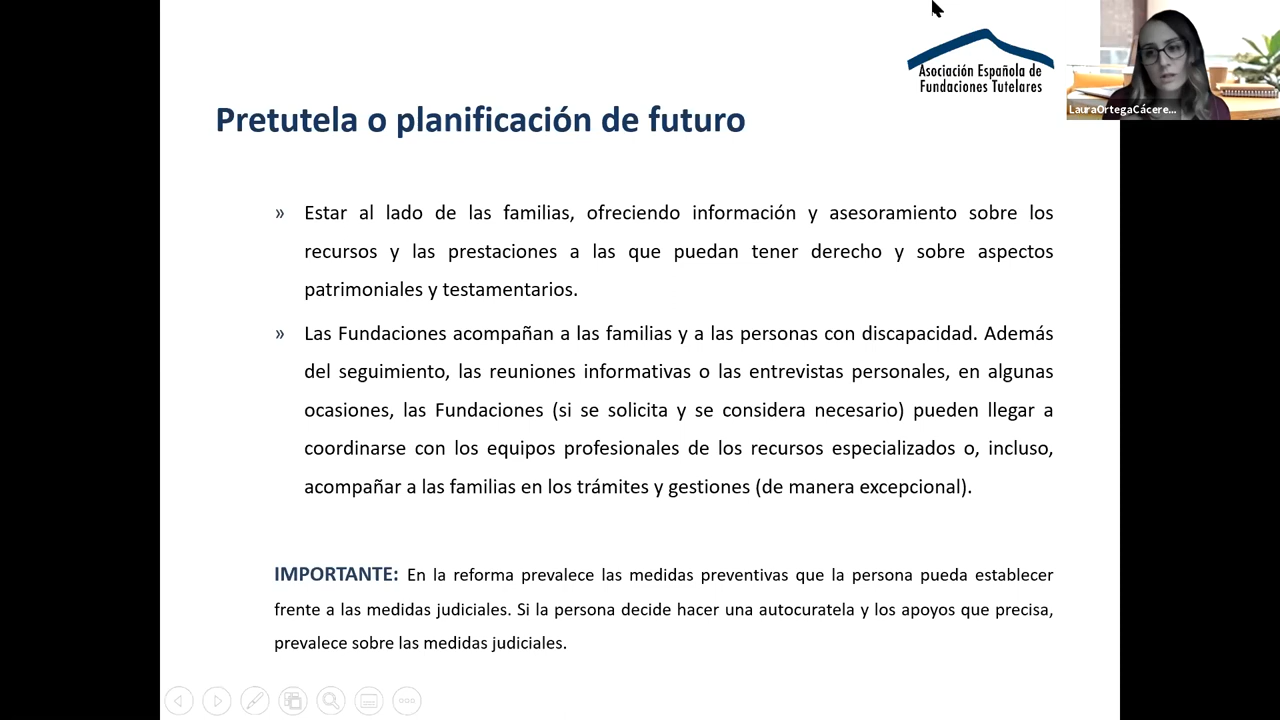 Asociación Española de
Fundaciones Tutelares
LauraOrtegaCácere...
Pretutela o planificación de futuro
» Estar al lado de las familias, ofreciendo información y asesoramiento sobre los
recursos y las prestaciones a las que puedan tener derecho y sobre aspectos
patrimoniales y testamentarios.
» Las Fundaciones acompañan a las familias y a las personas con discapacidad. Además
del seguimiento, las reuniones informativas o las entrevistas personales, en algunas
ocasiones, las Fundaciones (si se solicita y se considera necesario) pueden llegar a
coordinarse con los equipos profesionales de los recursos especializados o, incluso,
acompañar a las familias en los trámites y gestiones (de manera excepcional).
IMPORTANTE: En la reforma prevalece las medidas preventivas que la persona pueda establecer
frente a las medidas judiciales. Si la persona decide hacer una autocuratela y los apoyos que precisa,
prevalece sobre las medidas judiciales.